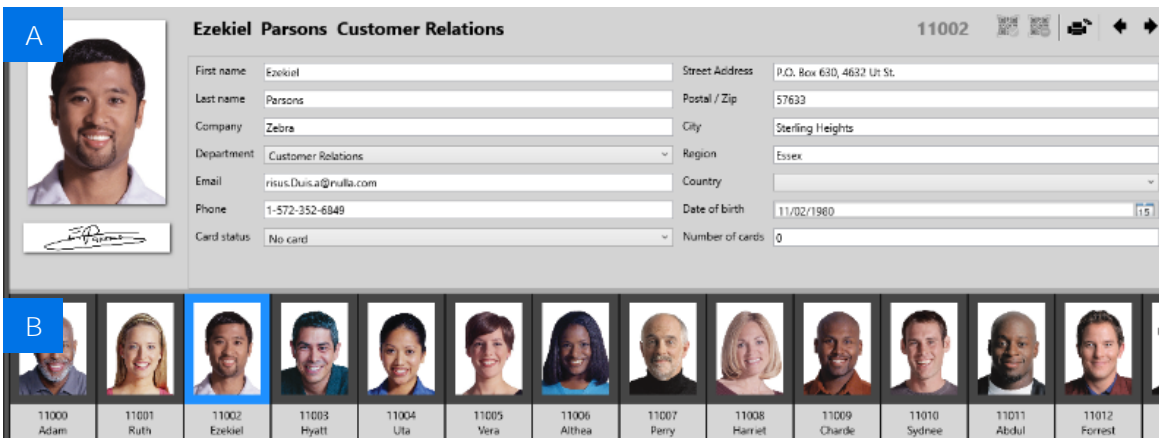 A
Ezekiel Parsons Customer Relations 11002
First name Ezekiel
Last name Parsons
Company Zebra
Department Customer Relations
Email risus.Duis.a@nulla.com
Phone 1-572-352-6849
Card status No card
Street Address P.O. Box 630, 4632 Ut St.
Postal / Zip 57633
City Sterling Heights
Region Essex
Country
Date of birth 11/02/1980 15
Number of cards 0
B
11000 11001 11002 11003 11004 11005 11006 11007 11008 11009 11010 11011 11012
Adam Ruth Ezekiel Hyatt Uta Vera Althea Perry Harriet Charde Sydnee Abdul Forrest